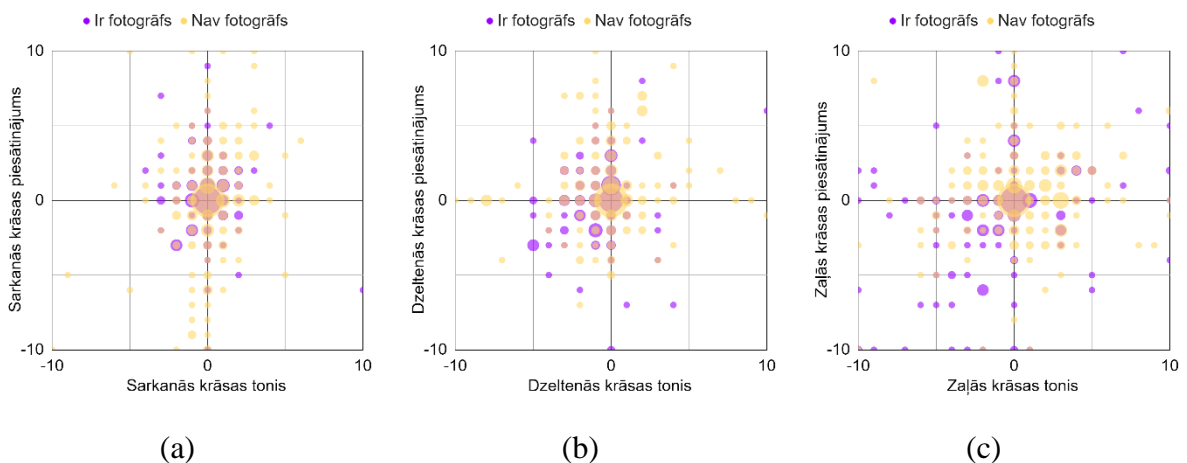 Ir fotogrāfs Nav fotogrāfs
10
0
-10
Sarkanās krāsas piesātinājums
-10 0 10
Sarkanās krāsas tonis
(a)
Ir fotogrāfs Nav fotogrāfs
10
0
-10
Dzeltenās krāsas piesātinājums
-10 0 10
Dzeltenās krāsas tonis
(b)
Ir fotogrāfs Nav fotogrāfs
10
0
-10
Zaļās krāsas piesātinājums
-10 0 10
Zaļās krāsas tonis
(c)